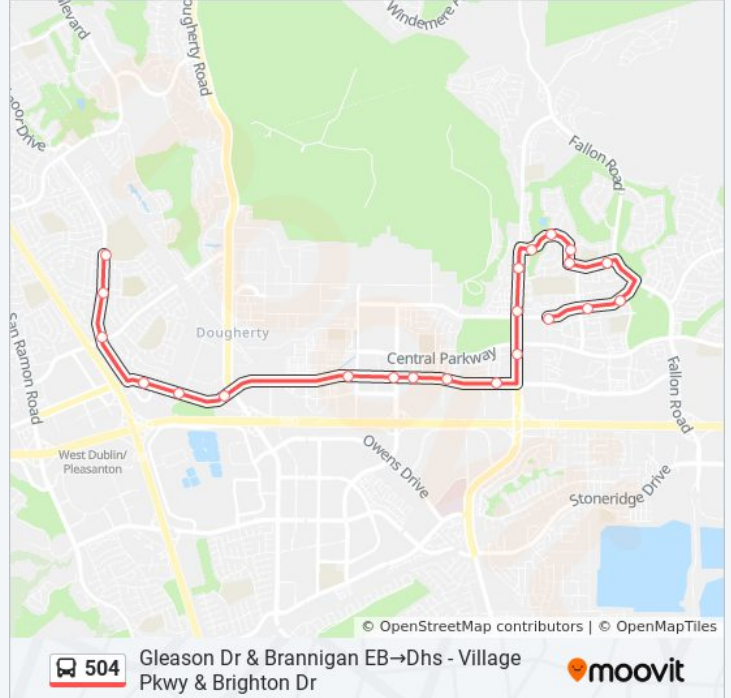 Windemere
Dougherty Road
Fallon Road
Dougherty
Central Parkway
San Ramon Road
Fallon Road
West Dublin/
Pleasanton
Owens Drive
Stoneridge Drive
© OpenStreetMap contributors | © OpenMapTiles
504
Gleason Dr & Brannigan EB→Dhs - Village
Pkwy & Brighton Dr
moovit